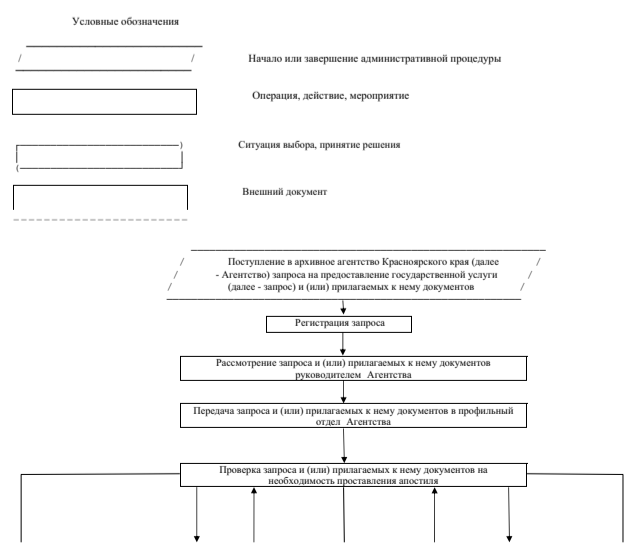 Условные обозначения
/ / Начало или завершение административной процедуры
Операция, действие, мероприятие
Ситуация выбора, принятие решения
Внешний документ
/ Поступление в архивное агентство Красноярского края (далее /
/ - Агентство) запроса на предоставление государственной услуги /
/ (далее - запрос) и (или) прилагаемых к нему документов /
Регистрация запроса
Рассмотрение запроса и (или) прилагаемых к нему документов
руководителем Агентства
Передача запроса и (или) прилагаемых к нему документов в профильный
отдел Агентства
Проверка запроса и (или) прилагаемых к нему документов на
необходимость проставления апостиля